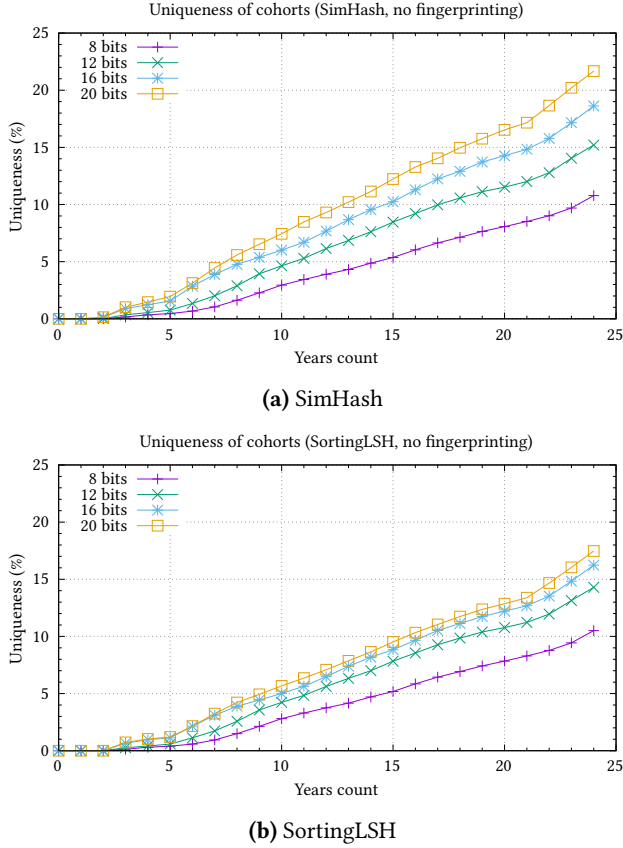 Uniqueness of cohorts (SimHash, no fingerprinting)
25
20
15
10
5
0
Uniqueness (%)
8 bits
12 bits
16 bits
20 bits
0 5 10 15 20 25
Years count
(a) SimHash
Uniqueness of cohorts (SortingLSH, no fingerprinting)
25
20
15
10
5
0
Uniqueness (%)
8 bits
12 bits
16 bits
20 bits
0 5 10 15 20 25
Years count
(b) SortingLSH